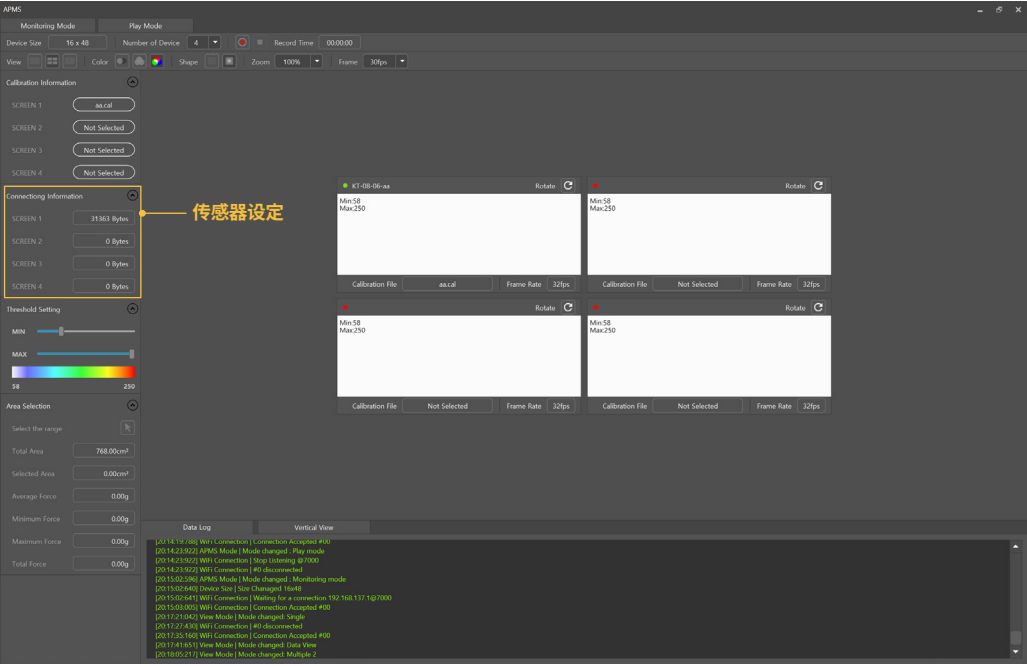 APMS
Monitoring Mode Play Mode
Device Size 16 x 48 Number of Device 4 Record Time 00:00:00
View Color Shape Zoom 100% Frame 30fps
Calibration Information
SCREEN 1 aa.cal
SCREEN 2 Not Selected
SCREEN 3 Not Selected
SCREEN 4 Not Selected
Connectiong Information
SCREEN 1 31363 Bytes
SCREEN 2 0 Bytes
SCREEN 3 0 Bytes
SCREEN 4 0 Bytes
传感器设定
Threshold Setting
MIN
MAX
58 250
Area Selection
Select the range
Total Area 768.00cm²
Selected Area 0.00cm²
Average Force 0.00g
Minimum Force 0.00g
Maximum Force 0.00g
Total Force 0.00g
KT-08-06-aa Rotate
Min:58
Max:250
Calibration File aa.cal Frame Rate 32fps
Rotate
Min:58
Max:250
Calibration File Not Selected Frame Rate 32fps
Rotate
Min:58
Max:250
Calibration File Not Selected Frame Rate 32fps
Rotate
Min:58
Max:250
Calibration File Not Selected Frame Rate 32fps
Data Log Vertical View
[20:14:19:788] WiFi Connection | Connection Accepted #00
[20:14:23:922] APMS Mode | Mode changed : Play mode
[20:14:23:922] WiFi Connection | Stop Listening @7000
[20:14:23:922] WiFi Connection | #0 disconnected
[20:15:02:596] APMS Mode | Mode changed : Monitoring mode
[20:15:02:640] Device Size | Size Chanaged 16x48
[20:15:02:641] WiFi Connection | Waiting for a connection 192.168.137.1@7000
[20:15:03:005] WiFi Connection | Connection Accepted #00
[20:17:21:042] View Mode | Mode changed: Single
[20:17:27:430] WiFi Connection | #0 disconnected
[20:17:35:160] WiFi Connection | Connection Accepted #00
[20:17:41:651] View Mode | Mode changed: Data View
[20:18:05:217] View Mode | Mode changed: Multiple 2